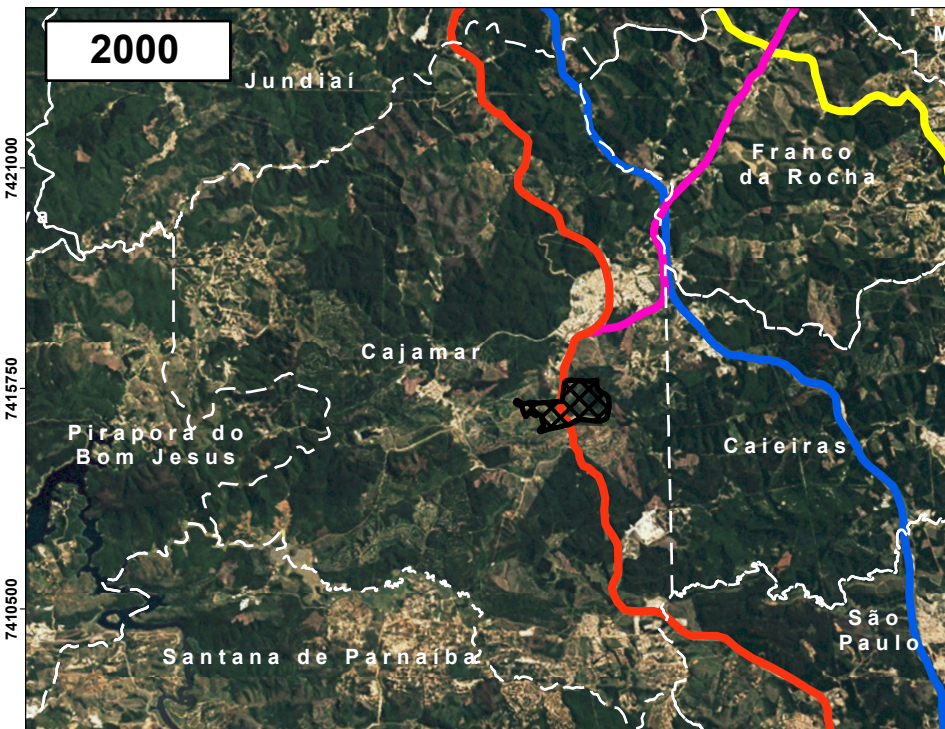 2000
Jundiaí
7421000
Franco
da Rocha
a
7415750
Cajamar
Pirapora do
Bom Jesus
Caieiras
7410500
São
Paulo
Santana de Parnaíba